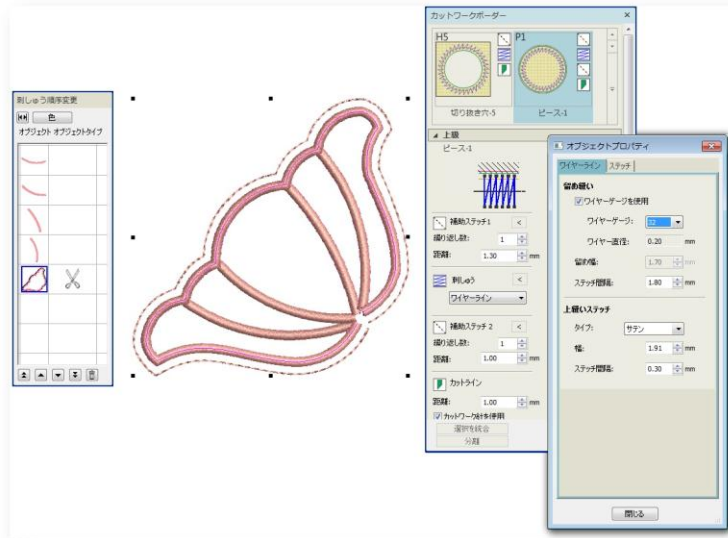 刺しゅう順序変更
色
オブジェクト オブジェクトタイプ
カットワークボーダー
H5
P1
切り抜き穴-5
ピース-1
上級
ピース-1
補助ステッチ1
<
繰り返し数:
1
距離:
1.30
mm
刺しゅう
<
ワイヤーライン
補助ステッチ 2
<
繰り返し数:
1
距離:
1.00
mm
カットライン
距離:
1.00
mm
カットワーク針を使用
選択を統合
分離
オブジェクトプロパティ
ワイヤーライン
ステッチ
留め縫い
ワイヤーゲージを使用
ワイヤーゲージ:
32
ワイヤー直径:
0.20
mm
留め幅:
1.70
mm
ステッチ間隔:
1.80
mm
上縫いステッチ
タイプ:
サテン
幅:
1.91
mm
ステッチ間隔:
0.30
mm
閉じる